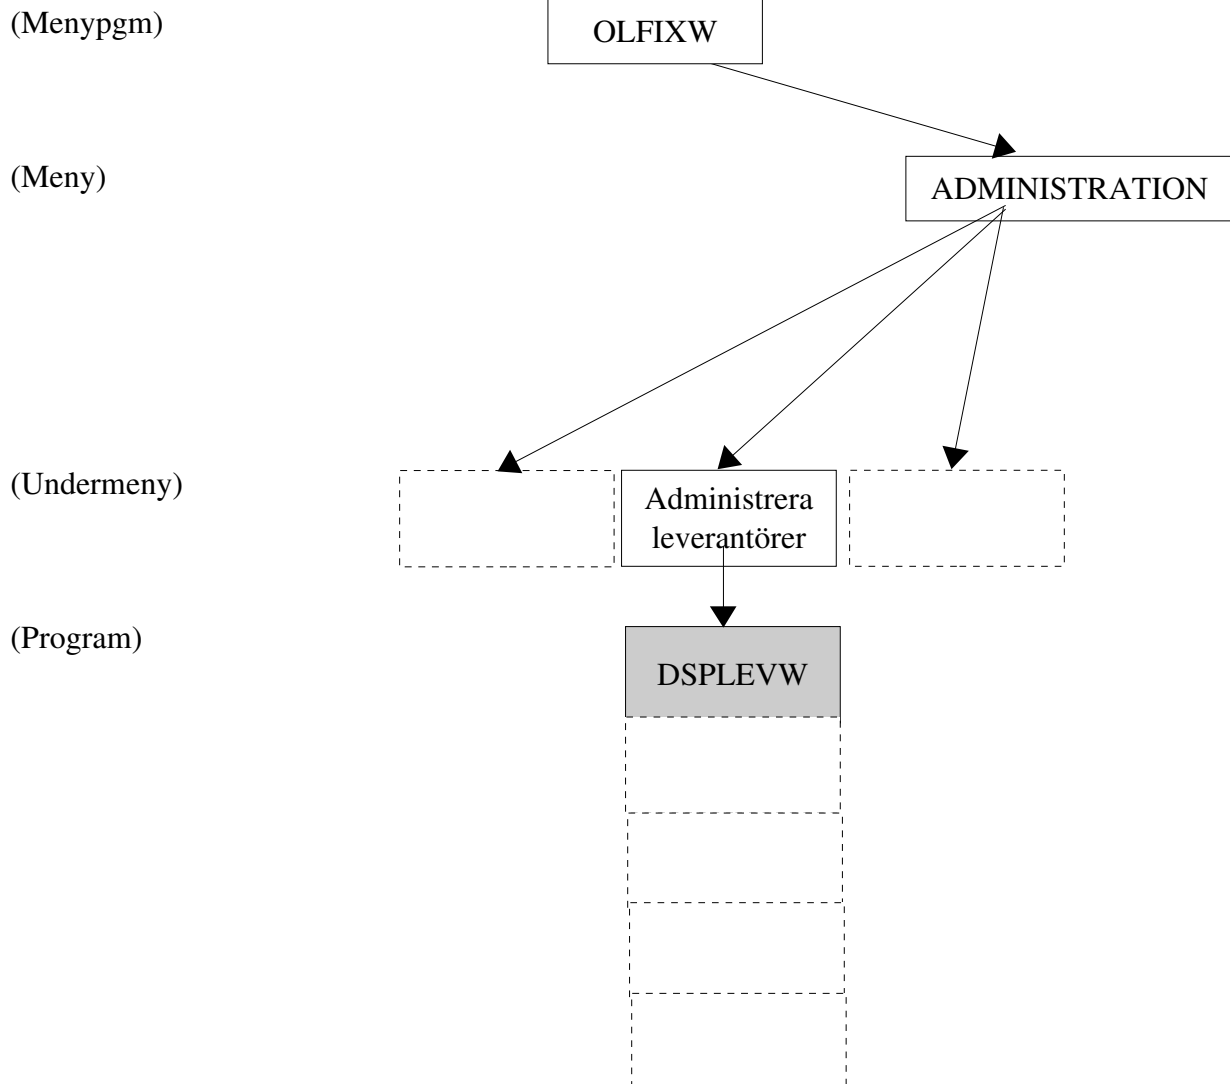 (Menypgm)
OLFIXW
(Meny)
ADMINISTRATION
(Undermeny)
Administrera
leverantörer
(Program)
DSPLEVW